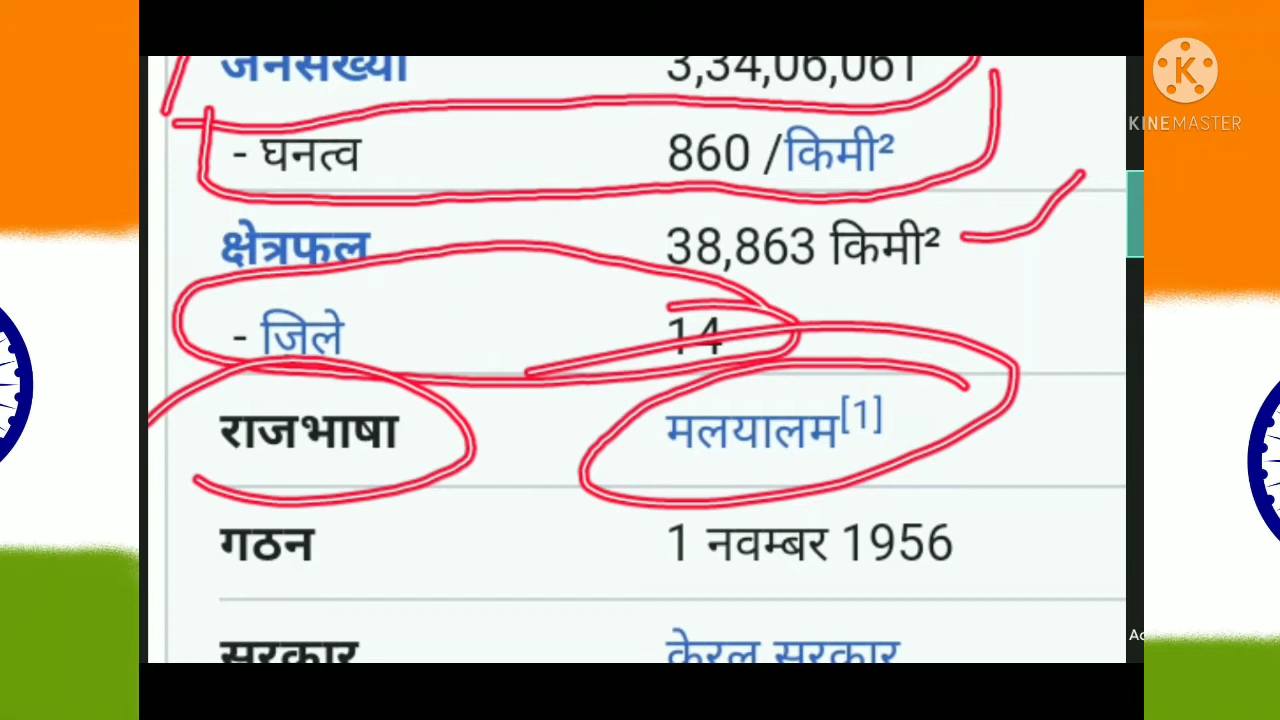 जनसंख्या 3,34,06,061
- घनत्व 860 /किमी²
क्षेत्रफल 38,863 किमी²
- जिले 14
राजभाषा मलयालम[1]
गठन 1 नवम्बर 1956
सरकार केरल सरकार
K
KINEMASTER